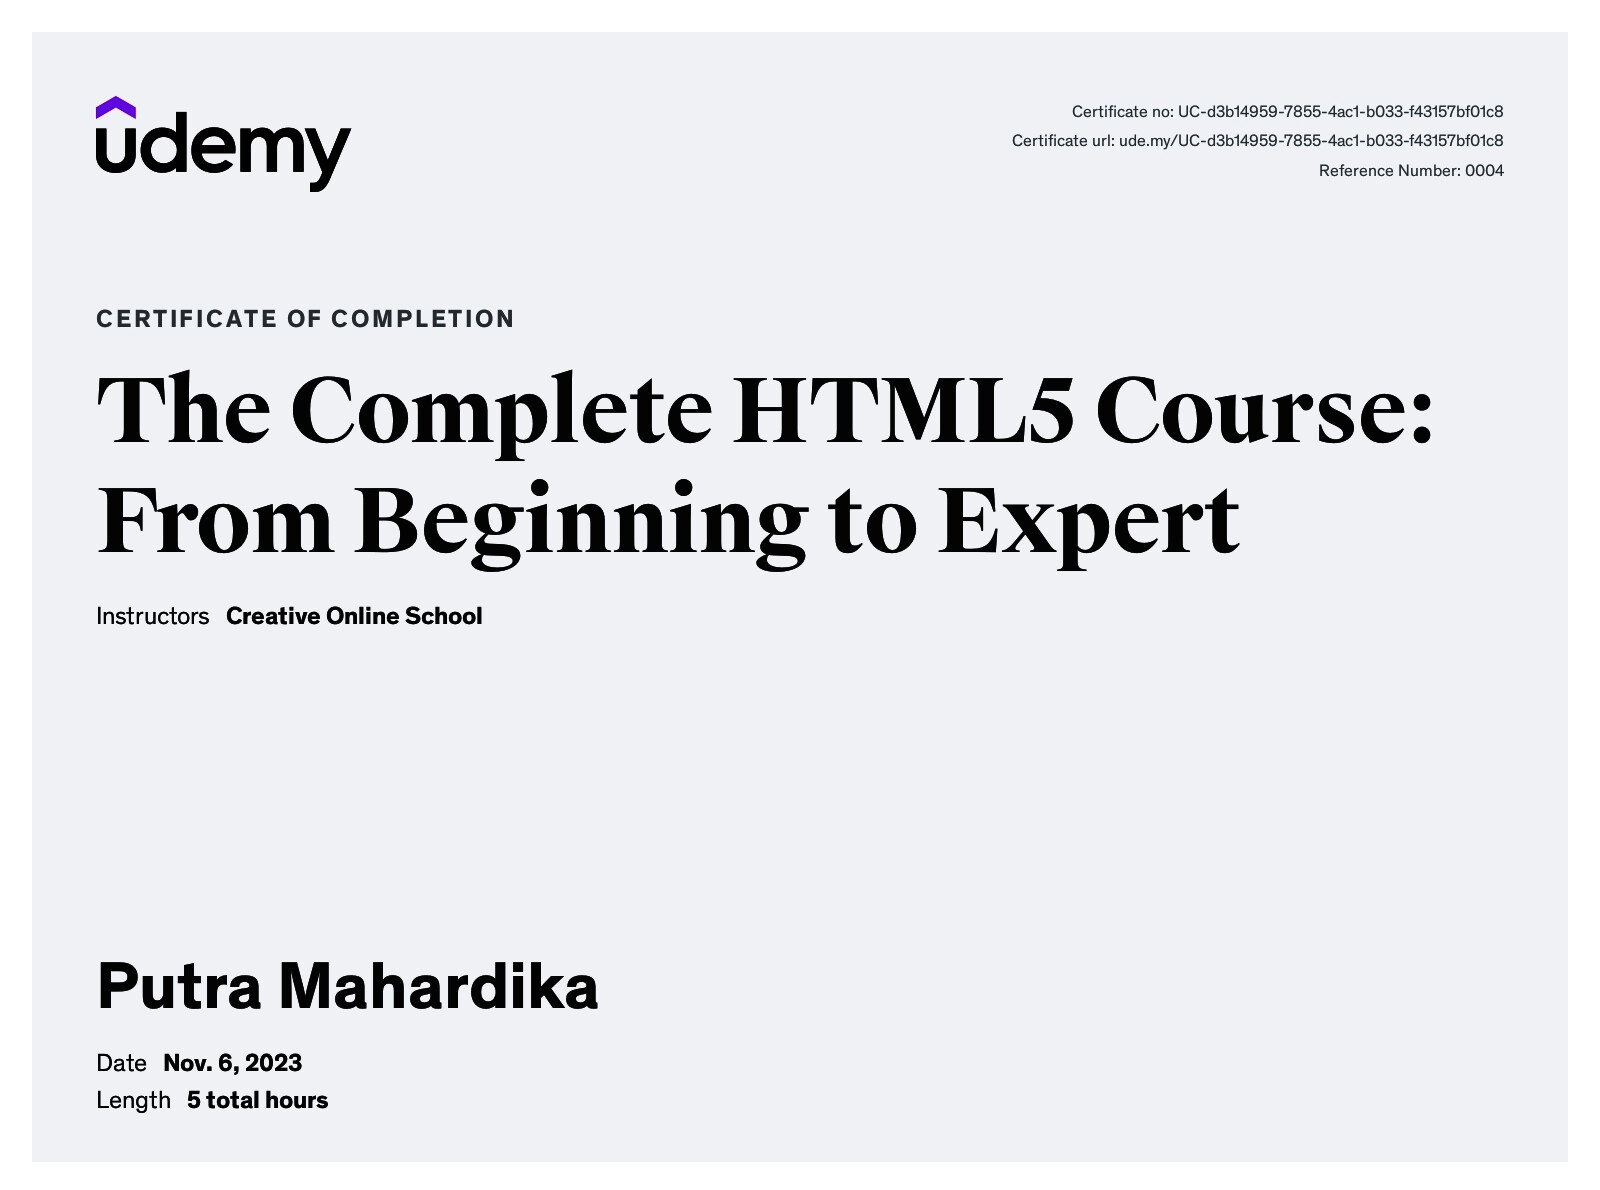 udemy
Certificate no: UC-d3b14959-7855-4ac1-b033-f43157bf01c8
Certificate url: ude.my/UC-d3b14959-7855-4ac1-b033-f43157bf01c8
Reference Number: 0004
CERTIFICATE OF COMPLETION
The Complete HTML5 Course:
From Beginning to Expert
Instructors Creative Online School
Putra Mahardika
Date Nov. 6, 2023
Length 5 total hours